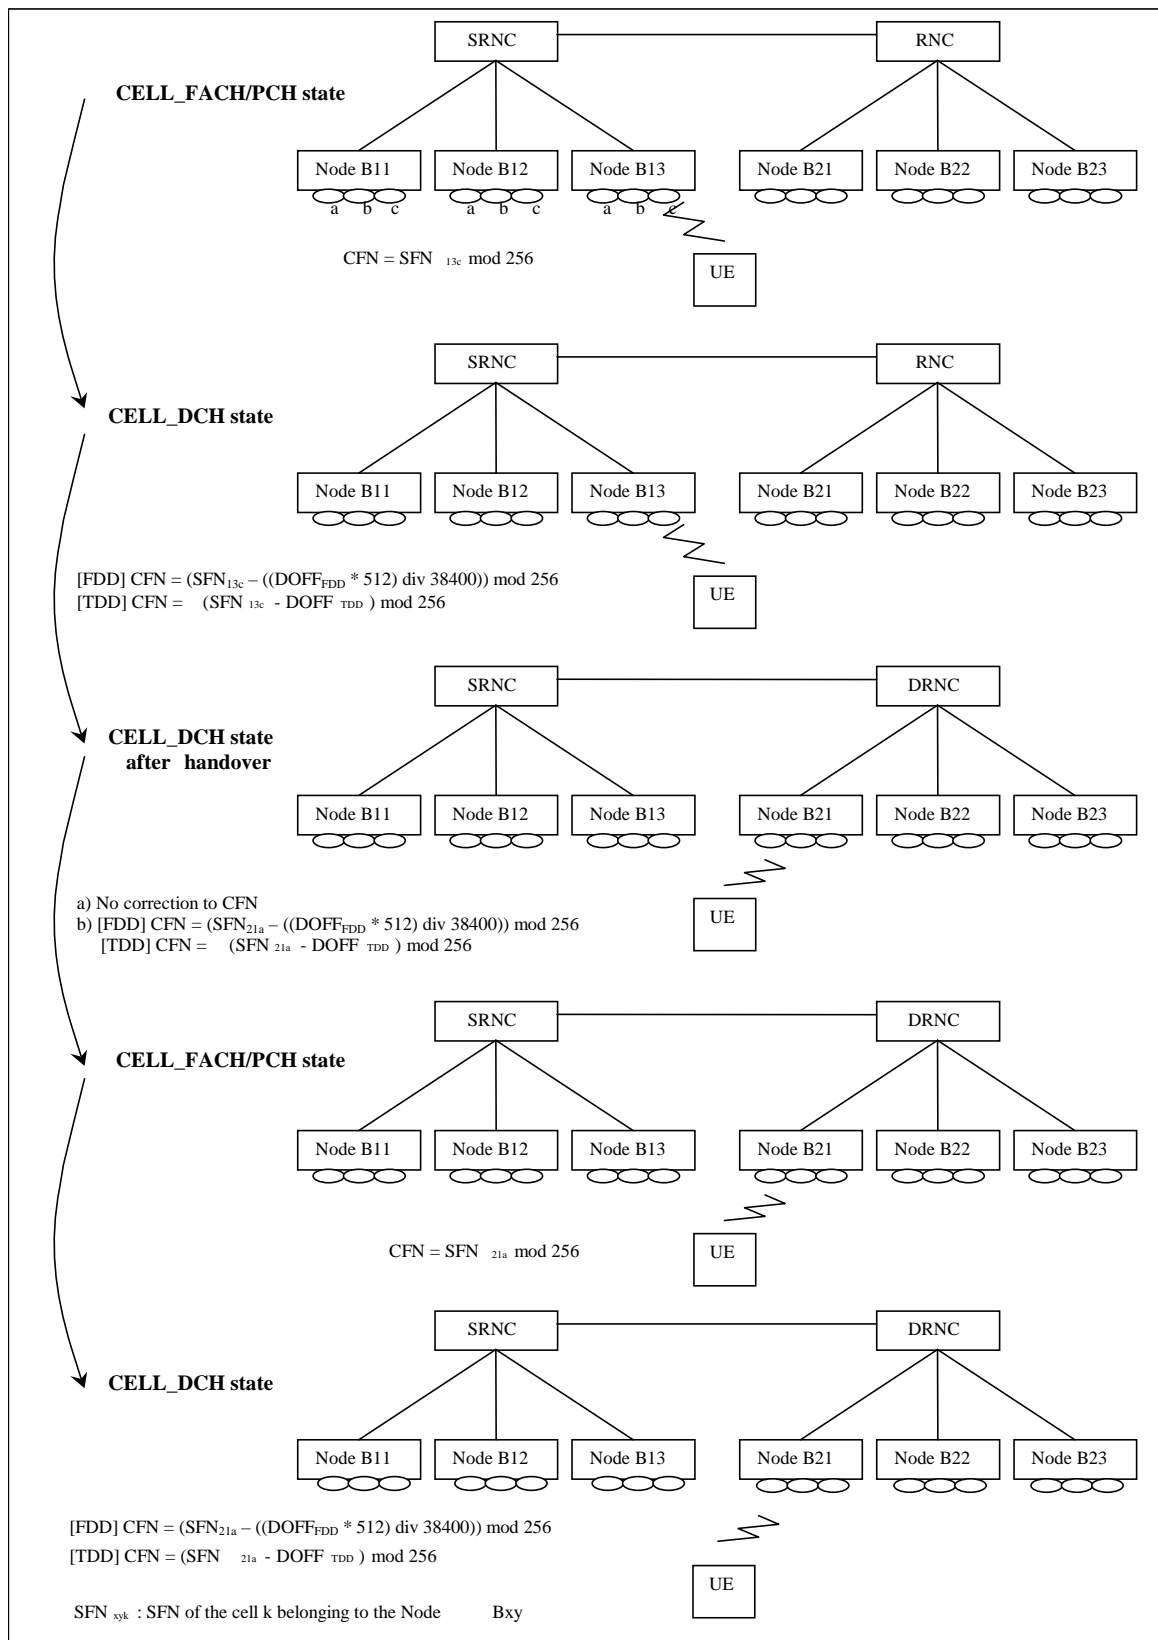 SRNC RNC
CELL_FACH/PCH state
Node B11 Node B12 Node B13 Node B21 Node B22 Node B23
a b c a b c a b c
CFN = SFN 13c mod 256
UE
SRNC RNC
CELL_DCH state
Node B11 Node B12 Node B13 Node B21 Node B22 Node B23
[FDD] CFN = (SFN13c – ((DOFFFDD * 512) div 38400)) mod 256
[TDD] CFN = (SFN 13c - DOFF TDD ) mod 256
UE
SRNC DRNC
CELL_DCH state
after handover
Node B11 Node B12 Node B13 Node B21 Node B22 Node B23
a) No correction to CFN
UE
b) [FDD] CFN = (SFN21a – ((DOFFFDD * 512) div 38400)) mod 256
[TDD] CFN = (SFN 21a - DOFF TDD ) mod 256
SRNC DRNC
CELL_FACH/PCH state
Node B11 Node B12 Node B13 Node B21 Node B22 Node B23
CFN = SFN 21a mod 256
UE
SRNC DRNC
CELL_DCH state
Node B11 Node B12 Node B13 Node B21 Node B22 Node B23
[FDD] CFN = (SFN21a – ((DOFFFDD * 512) div 38400)) mod 256
[TDD] CFN = (SFN 21a - DOFF TDD ) mod 256
UE
SFN xyk : SFN of the cell k belonging to the Node Bxy